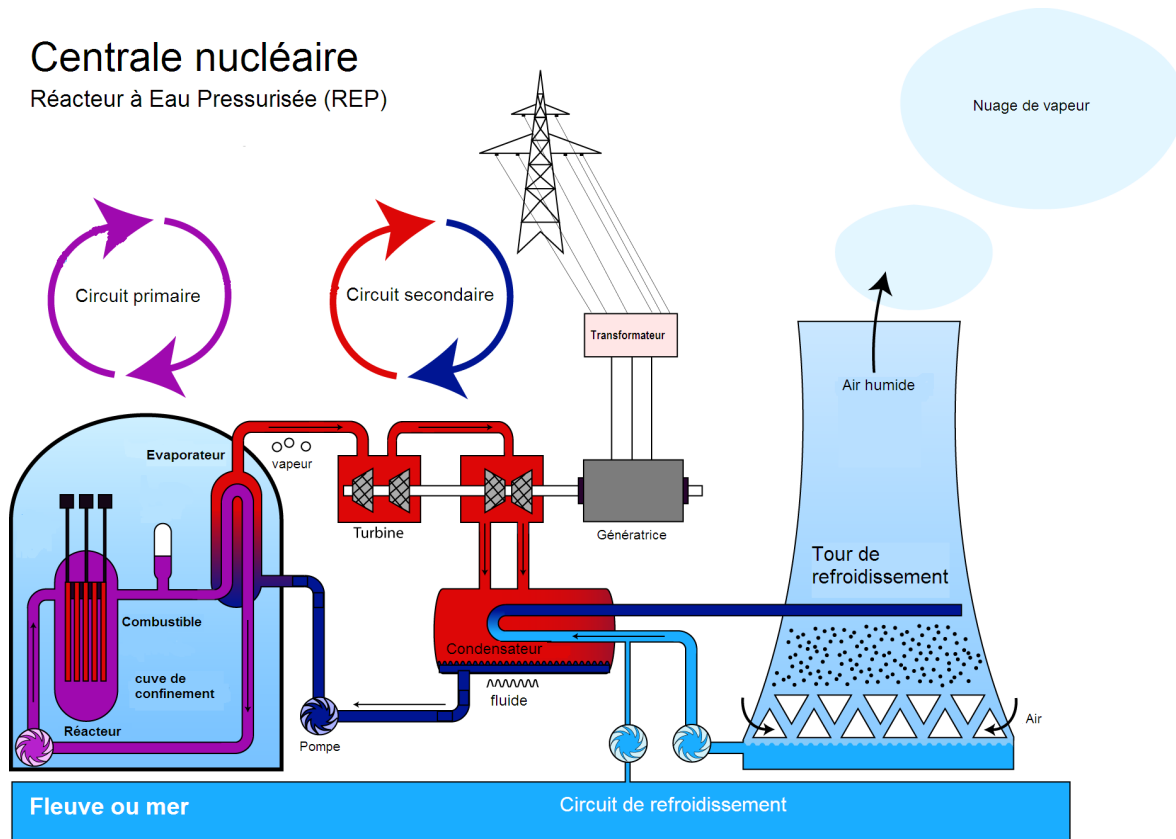 Centrale nucléaire
Réacteur à Eau Pressurisée (REP)
Nuage de vapeur
Circuit primaire
Circuit secondaire
Transformateur
Air humide
Evaporateur
vapeur
Turbine
Génératrice
Tour de
refroidissement
Combustible
Condensateur
cuve de
confinement
fluide
Réacteur
Pompe
Air
Fleuve ou mer
Circuit de refroidissement